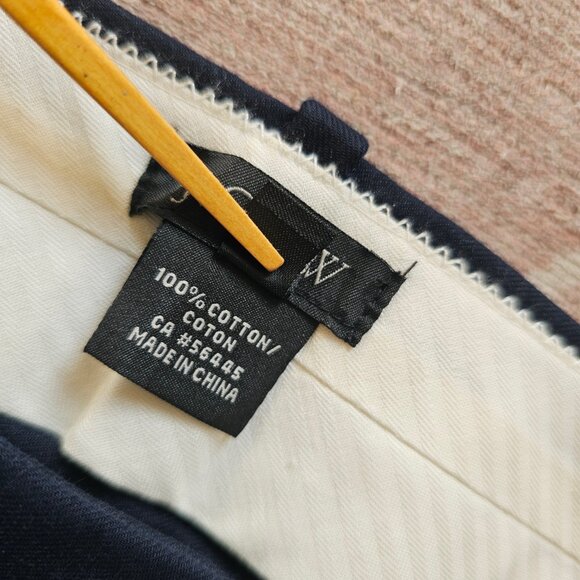 100% COTTON/
COTON
CA #56445
MADE IN CHINA